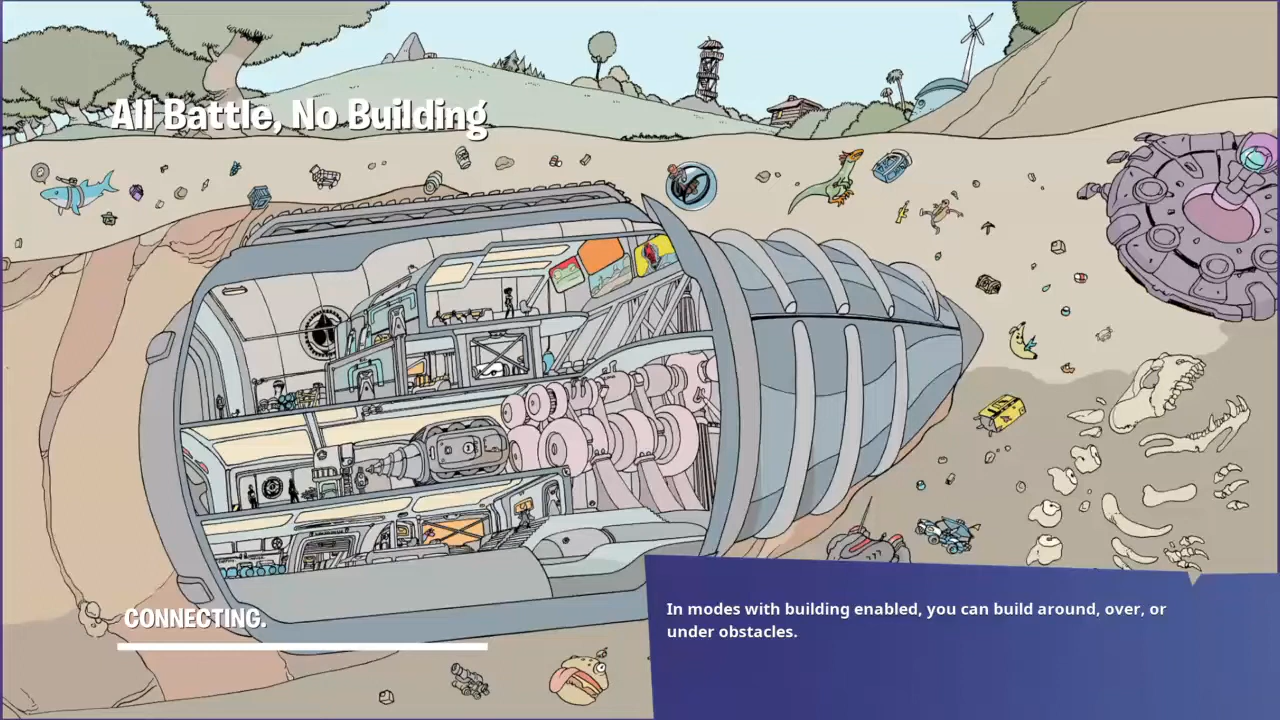 All Battle, No Building
CONNECTING.
In modes with building enabled, you can build around, over, or
under obstacles.